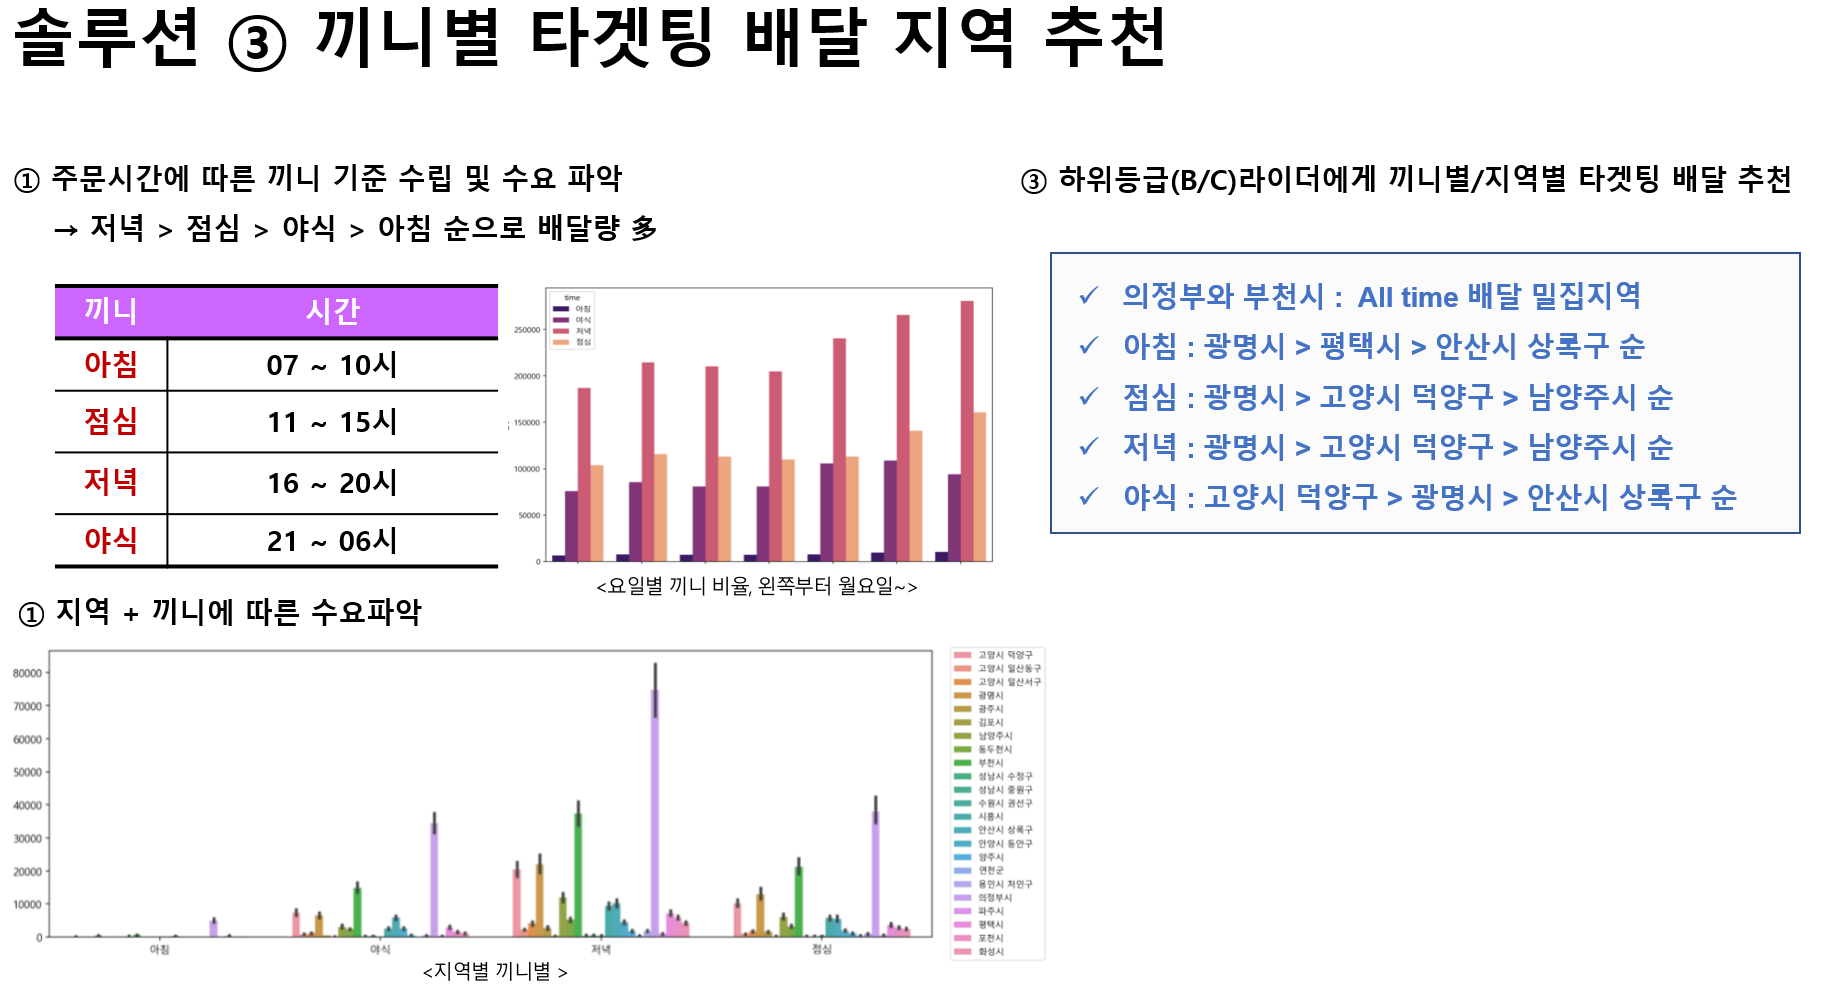 솔루션 ③ 끼니별 타겟팅 배달 지역 추천
① 주문시간에 따른 끼니 기준 수립 및 수요 파악
→ 저녁 > 점심 > 야식 > 아침 순으로 배달량 多
끼니 시간
아침 07 ~ 10시
점심 11 ~ 15시
저녁 16 ~ 20시
야식 21 ~ 06시
time
아침
야식
저녁
점심
250000
200000
150000
100000
50000
0
<요일별 끼니 비율, 왼쪽부터 월요일~>
① 지역 + 끼니에 따른 수요파악
80000
70000
60000
50000
40000
30000
20000
10000
0
아침 야식 저녁 점심
<지역별 끼니별 >
고양시 덕양구
고양시 일산동구
고양시 일산서구
광명시
광주시
김포시
남양주시
동두천시
부천시
성남시 수정구
성남시 중원구
수원시 권선구
시흥시
안산시 상록구
안양시 동안구
양주시
연천군
용인시 처인구
의정부시
파주시
평택시
포천시
화성시
③ 하위등급(B/C)라이더에게 끼니별/지역별 타겟팅 배달 추천
✓ 의정부와 부천시 : All time 배달 밀집지역
✓ 아침 : 광명시 > 평택시 > 안산시 상록구 순
✓ 점심 : 광명시 > 고양시 덕양구 > 남양주시 순
✓ 저녁 : 광명시 > 고양시 덕양구 > 남양주시 순
✓ 야식 : 고양시 덕양구 > 광명시 > 안산시 상록구 순